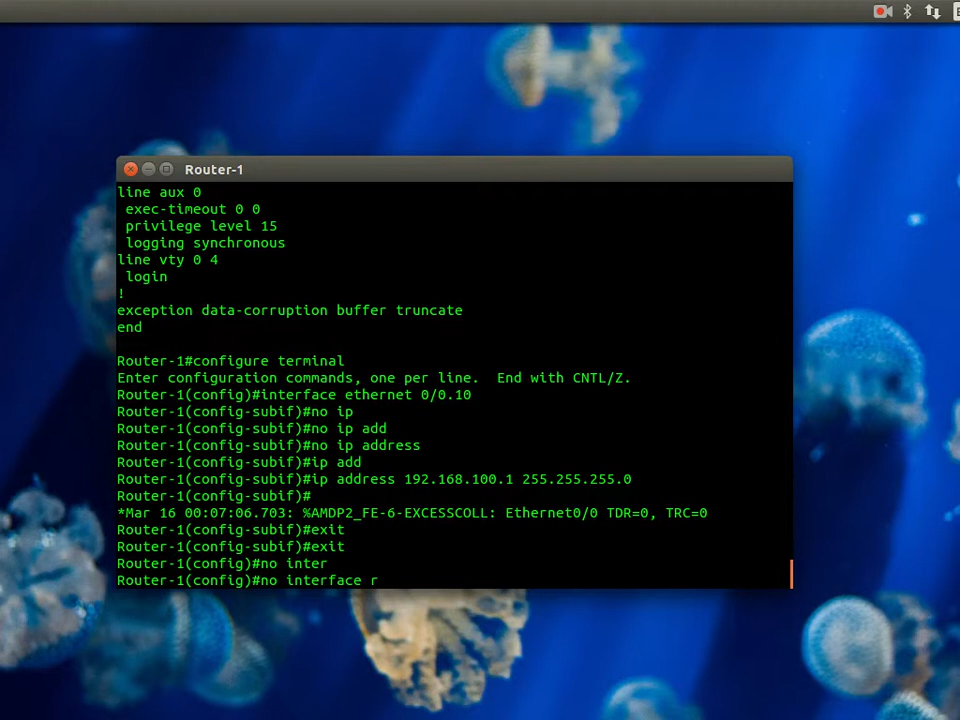 Router-1
line aux 0
exec-timeout 0 0
privilege level 15
logging synchronous
line vty 0 4
login
!
exception data-corruption buffer truncate
end
Router-1#configure terminal
Enter configuration commands, one per line.  End with CNTL/Z.
Router-1(config)#interface ethernet 0/0.10
Router-1(config-subif)#no ip
Router-1(config-subif)#no ip add
Router-1(config-subif)#no ip address
Router-1(config-subif)#ip add
Router-1(config-subif)#ip address 192.168.100.1 255.255.255.0
Router-1(config-subif)#
*Mar 16 00:07:06.703: %AMDP2_FE-6-EXCESSCOLL: Ethernet0/0 TDR=0, TRC=0
Router-1(config-subif)#exit
Router-1(config-subif)#exit
Router-1(config)#no inter
Router-1(config)#no interface r